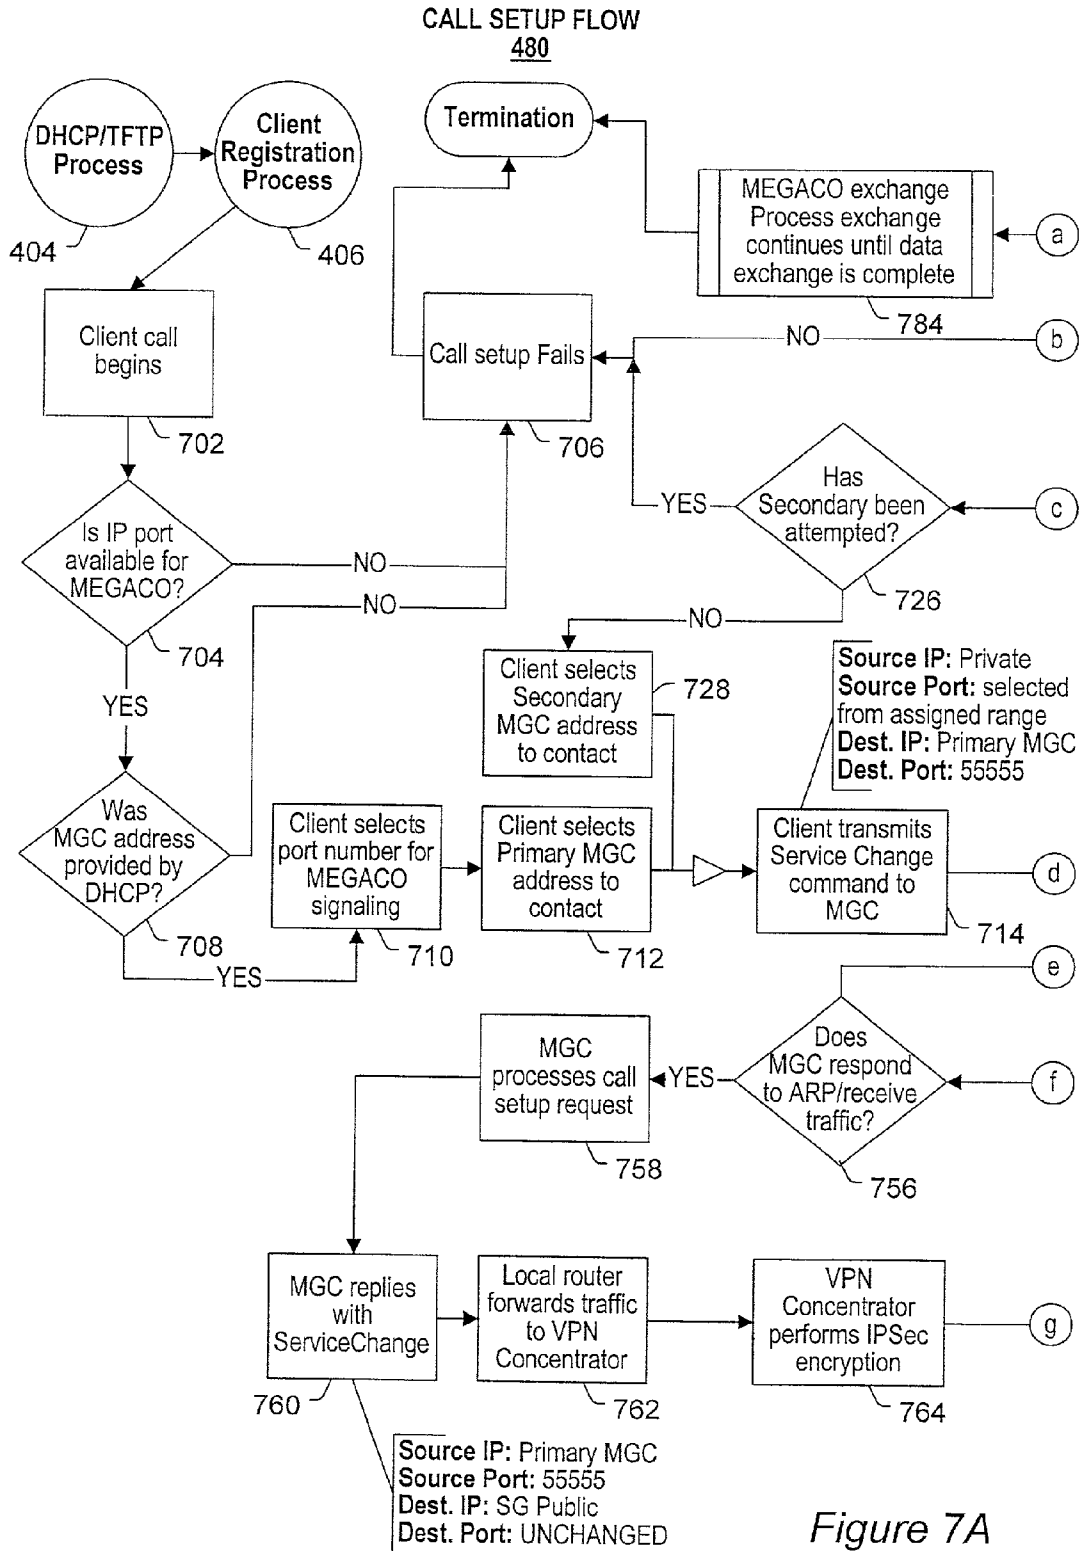 CALL SETUP FLOW
480
DHCP/TFTP
Process
404
Client
Registration
Process
406
Termination
MEGACO exchange
Process exchange
continues until data
exchange is complete
784
a
Client call
begins
702
Call setup Fails
706
NO
b
Has
Secondary been
attempted?
726
YES
c
NO
Is IP port
available for
MEGACO?
704
NO
NO
YES
Client selects
Secondary
MGC address
to contact
728
Source IP: Private
Source Port: selected
from assigned range
Dest. IP: Primary MGC
Dest. Port: 55555
Was
MGC address
provided by
DHCP?
708
YES
Client selects
port number for
MEGACO
signaling
710
Client selects
Primary MGC
address to
contact
712
Client transmits
Service Change
command to
MGC
714
d
e
Does
MGC respond
to ARP/receive
traffic?
756
f
YES
MGC
processes call
setup request
758
MGC replies
with
ServiceChange
760
Local router
forwards traffic
to VPN
Concentrator
762
VPN
Concentrator
performs IPSec
encryption
764
g
Source IP: Primary MGC
Source Port: 55555
Dest. IP: SG Public
Dest. Port: UNCHANGED
Figure 7A